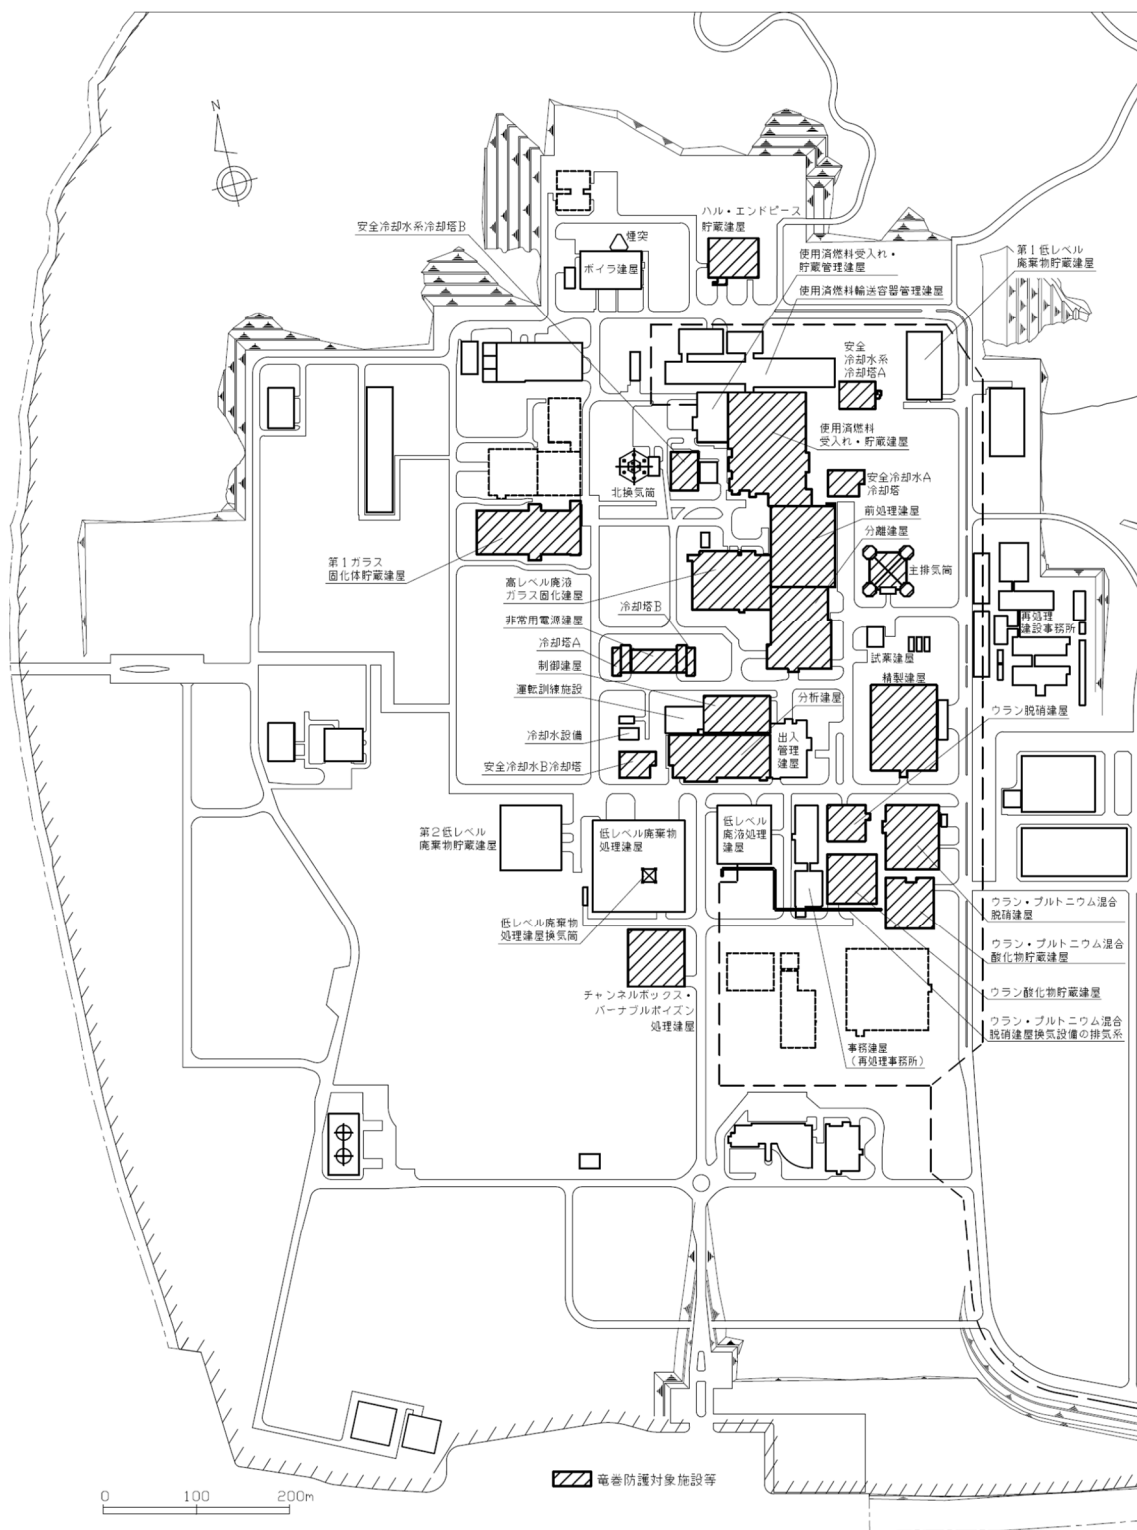 N
安全冷却水系冷却塔B
煙突
ボイラ建屋
ハル・エンドピース
貯蔵建屋
使用済燃料受入れ・
貯蔵管理建屋
使用済燃料輸送容器管理建屋
第1低レベル
廃棄物貯蔵建屋
安全
冷却水系
冷却塔A
使用済燃料
受入れ・貯蔵建屋
北換気筒
安全冷却水A
冷却塔
前処理建屋
分離建屋
第1ガラス
固化体貯蔵建屋
主排気筒
高レベル廃液
ガラス固化建屋
冷却塔B
非常用電源建屋
再処理
建設事務所
冷却塔A
制御建屋
試薬建屋
精製建屋
運転訓練施設
分析建屋
ウラン脱硝建屋
冷却水設備
出入
管理
建屋
安全冷却水B冷却塔
第2低レベル
廃棄物貯蔵建屋
低レベル廃棄物
処理建屋
低レベル
廃液処理
建屋
低レベル廃棄物
処理建屋換気筒
ウラン・プルトニウム混合
脱硝建屋
ウラン・プルトニウム混合
酸化物貯蔵建屋
チャンネルボックス・
バーナブルポイズン
処理建屋
ウラン酸化物貯蔵建屋
ウラン・プルトニウム混合
脱硝建屋換気設備の排気系
事務建屋
(再処理事務所)
竜巻防護対象施設等
0 100 200m